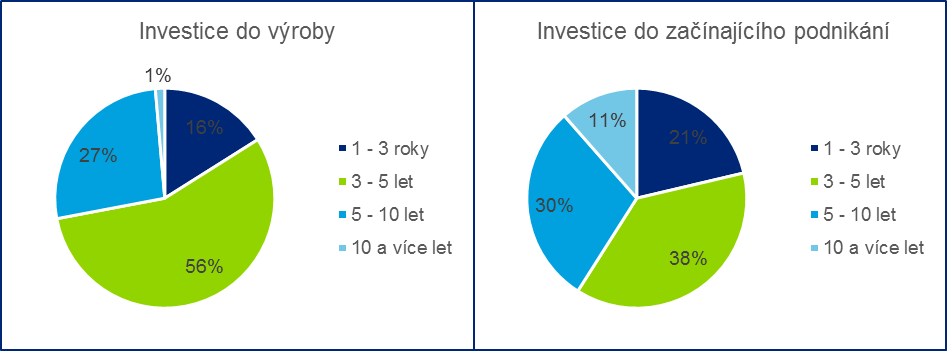 Investice do výroby
1%
16%
27%
56%
1 - 3 roky
3 - 5 let
5 - 10 let
10 a více let
Investice do začínajícího podnikání
11%
21%
30%
38%
1 - 3 roky
3 - 5 let
5 - 10 let
10 a více let